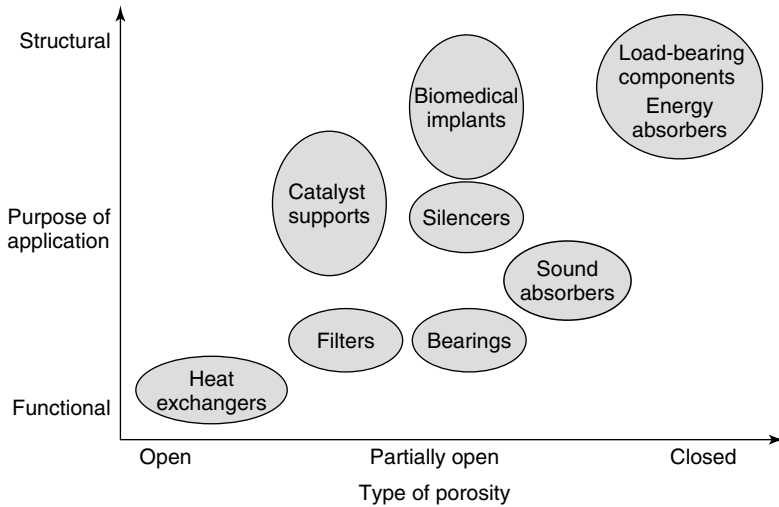 Structural
Load-bearing
components
Energy
absorbers
Biomedical
implants
Catalyst
supports
Purpose of
application
Silencers
Sound
absorbers
Filters
Bearings
Heat
exchangers
Functional
Open
Partially open
Closed
Type of porosity